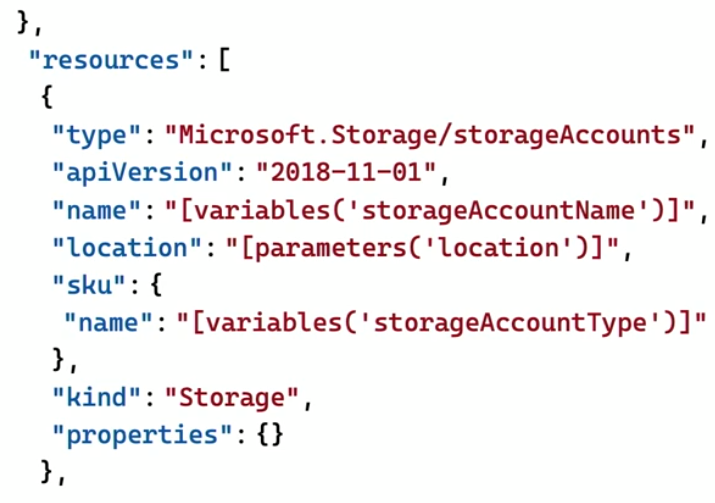 },
"resources": [
{
"type": "Microsoft.Storage/storageAccounts",
"apiVersion": "2018-11-01",
"name": "[variables('storageAccountName')]",
"location": "[parameters('location')]",
"sku": {
"name": "[variables('storageAccountType')]"
},
"kind": "Storage",
"properties": {}
},